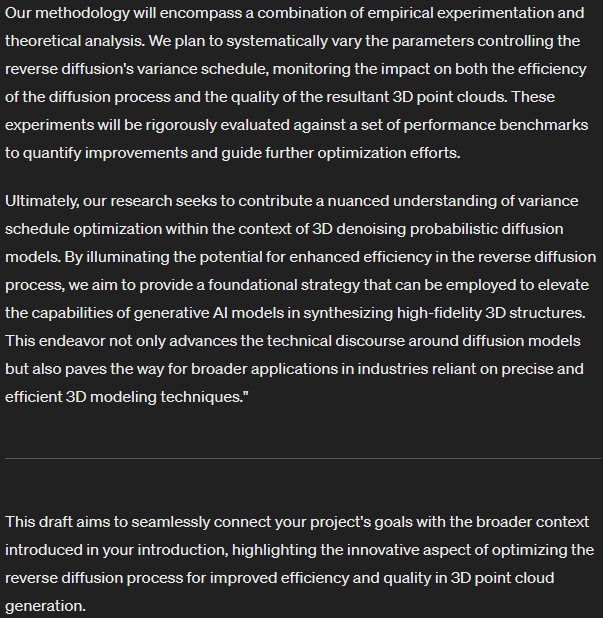 Our methodology will encompass a combination of empirical experimentation and
theoretical analysis. We plan to systematically vary the parameters controlling the
reverse diffusion's variance schedule, monitoring the impact on both the efficiency
of the diffusion process and the quality of the resultant 3D point clouds. These
experiments will be rigorously evaluated against a set of performance benchmarks
to quantify improvements and guide further optimization efforts.
Ultimately, our research seeks to contribute a nuanced understanding of variance
schedule optimization within the context of 3D denoising probabilistic diffusion
models. By illuminating the potential for enhanced efficiency in the reverse diffusion
process, we aim to provide a foundational strategy that can be employed to elevate
the capabilities of generative AI models in synthesizing high-fidelity 3D structures.
This endeavor not only advances the technical discourse around diffusion models
but also paves the way for broader applications in industries reliant on precise and
efficient 3D modeling techniques."
This draft aims to seamlessly connect your project's goals with the broader context
introduced in your introduction, highlighting the innovative aspect of optimizing the
reverse diffusion process for improved efficiency and quality in 3D point cloud
generation.